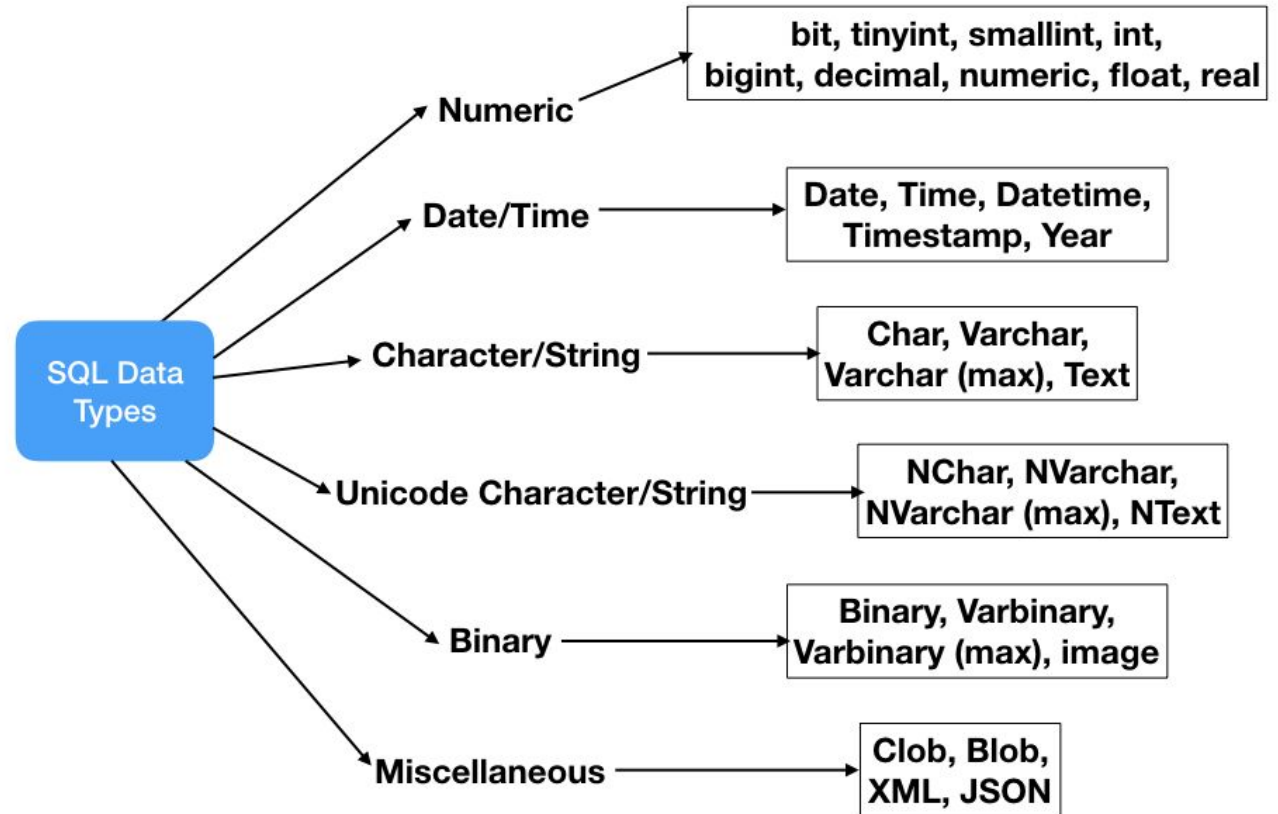 bit, tinyint, smallint, int,
bigint, decimal, numeric, float, real
Numeric
Date/Time
Date, Time, Datetime,
Timestamp, Year
Character/String
Char, Varchar,
Varchar (max), Text
SQL Data
Types
Unicode Character/String
NChar, NVarchar,
NVarchar (max), NText
Binary
Binary, Varbinary,
Varbinary (max), image
Miscellaneous
Clob, Blob,
XML, JSON